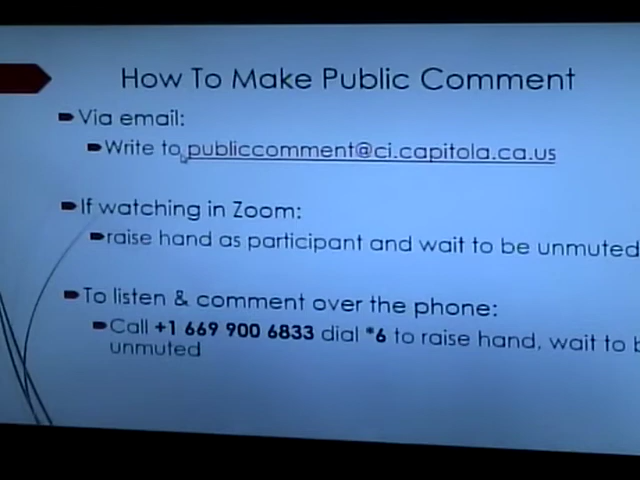 How To Make Public Comment
Via email:
Write to publiccomment@ci.capitola.ca.us
If watching in Zoom:
raise hand as participant and wait to be unmuted
To listen & comment over the phone:
Call +1 669 900 6833 dial *6 to raise hand, wait to
unmuted